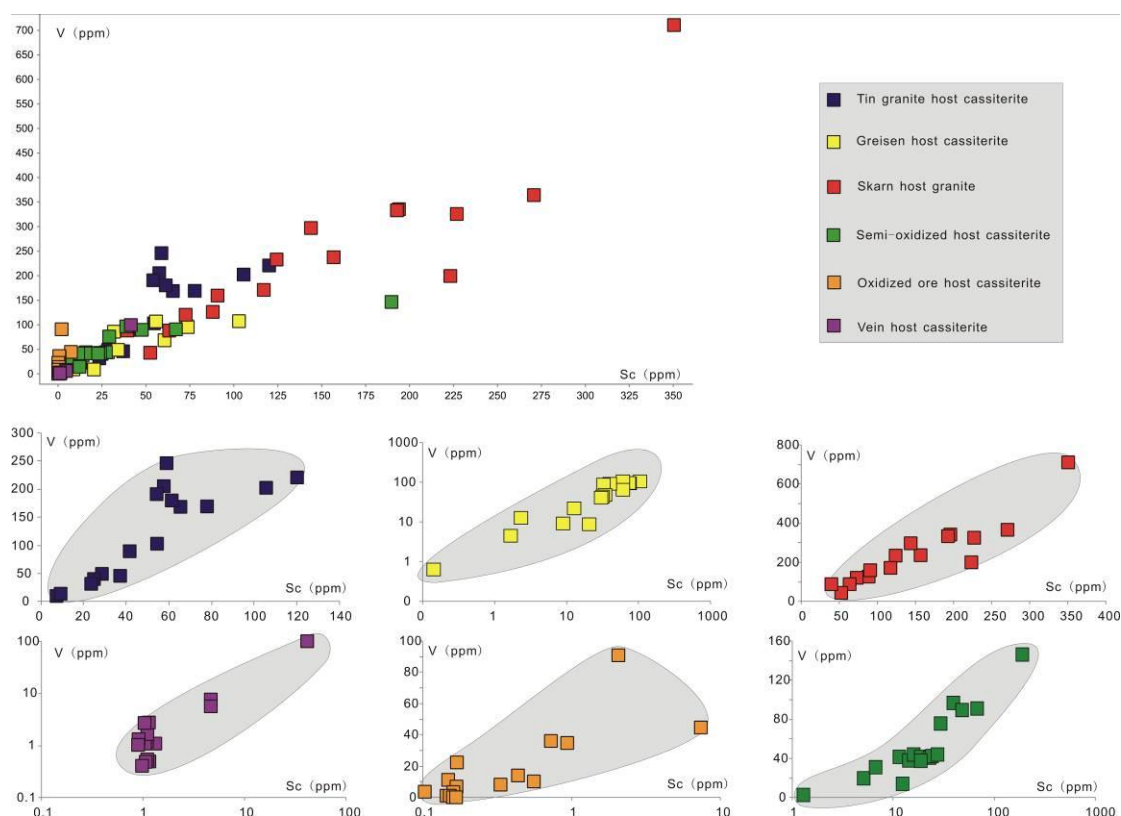 V (ppm)
700
650
600
550
500
450
400
350
300
250
200
150
100
50
0
Sc (ppm)
0 25 50 75 100 125 150 175 200 225 250 275 300 325 350
Tin granite host cassiterite
Greisen host cassiterite
Skarn host granite
Semi-oxidized host cassiterite
Oxidized ore host cassiterite
Vein host cassiterite
V (ppm)
300
250
200
150
100
50
0
Sc (ppm)
0 20 40 60 80 100 120 140
V (ppm)
1000
100
10
1
0
Sc (ppm)
0 1 10 100 1000
V (ppm)
800
600
400
200
0
Sc (ppm)
0 50 100 150 200 250 300 350 400
V (ppm)
100
10
1
0.1
Sc (ppm)
0.1 1 10 100
V (ppm)
100
80
60
40
20
0
Sc (ppm)
0.1 1 10
V (ppm)
160
120
80
40
0
Sc (ppm)
1 10 100 1000